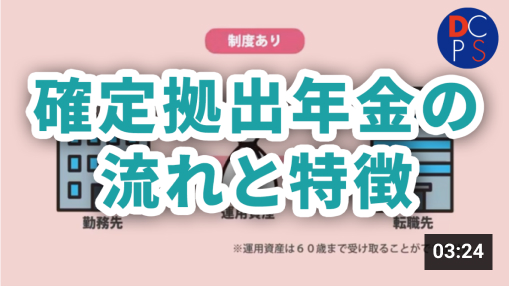 制度あり
DCPS
確定拠出年金の
流れと特徴
勤務先
運用資産
転職先
※運用資産は60歳まで受け取ることがで
03:24